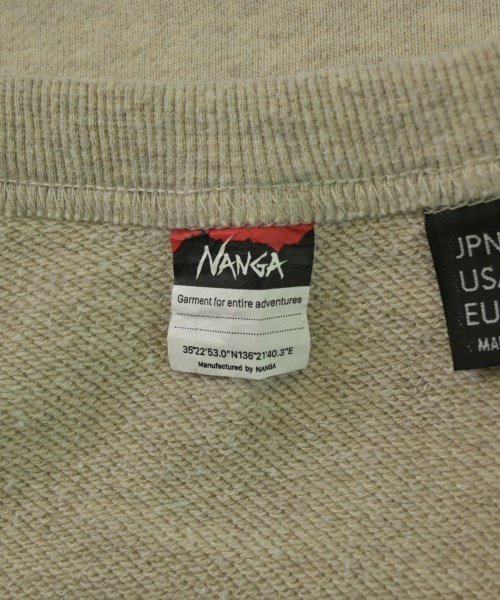 NANGA
Garment for entire adventures
35°22'53.0"N136°21'40.3"E
Manufactured by NANGA
JPN
USA
EU
MA